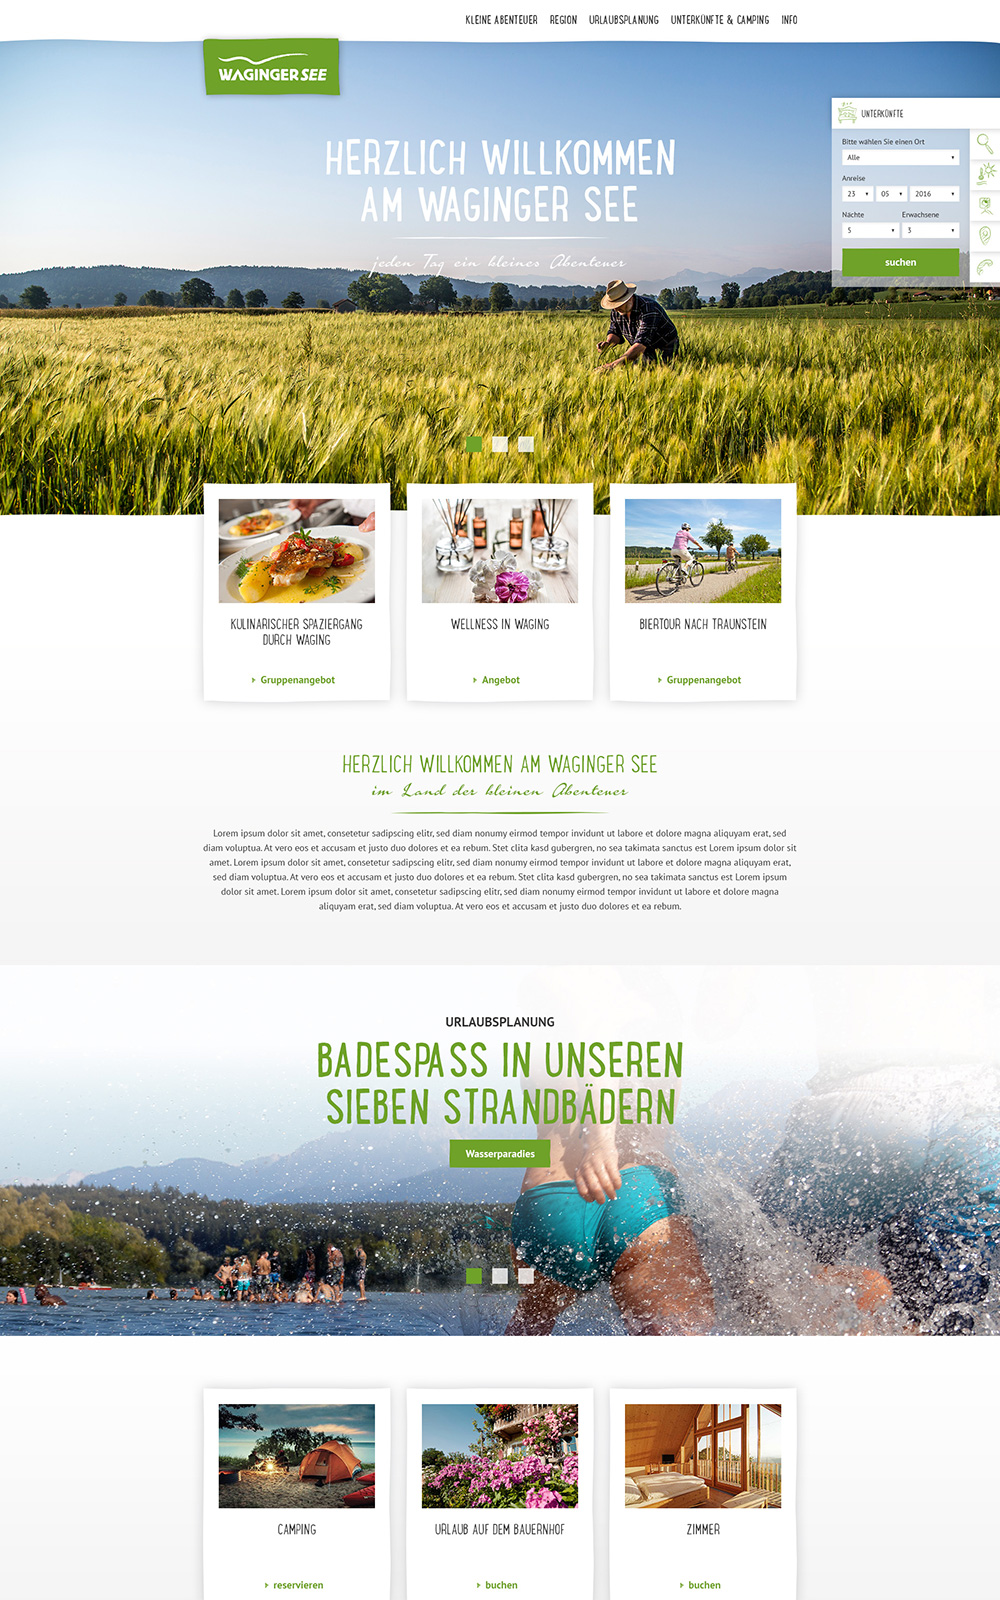 KLEINE ABENTEUER REGION URLAUBSPLANUNG UNTERKÜNFTE & CAMPING INFO
WAGINGER SEE
HERZLICH WILLKOMMEN
AM WAGINGER SEE
jeden Tag ein kleines Abenteuer
UNTERKÜNFTE
Bitte wählen Sie einen Ort
Alle
Anreise
23 05 2016
Nächte Erwachsene
5 3
suchen
KULINARISCHER SPAZIERGANG
DURCH WAGING
Gruppenangebot
WELLNESS IN WAGING
Angebot
BIERTOUR NACH TRAUNSTEIN
Gruppenangebot
HERZLICH WILLKOMMEN AM WAGINGER SEE
im Land der kleinen Abenteuer
Lorem ipsum dolor sit amet, consetetur sadipscing elitr, sed diam nonumy eirmod tempor invidunt ut labore et dolore magna aliquyam erat, sed
diam voluptua. At vero eos et accusam et justo duo dolores et ea rebum. Stet clita kasd gubergren, no sea takimata sanctus est Lorem ipsum dolor sit
amet. Lorem ipsum dolor sit amet, consetetur sadipscing elitr, sed diam nonumy eirmod tempor invidunt ut labore et dolore magna aliquyam erat,
sed diam voluptua. At vero eos et accusam et justo duo dolores et ea rebum. Stet clita kasd gubergren, no sea takimata sanctus est Lorem ipsum
dolor sit amet. Lorem ipsum dolor sit amet, consetetur sadipscing elitr, sed diam nonumy eirmod tempor invidunt ut labore et dolore magna
aliquyam erat, sed diam voluptua. At vero eos et accusam et justo duo dolores et ea rebum.
URLAUBSPLANUNG
BADESPASS IN UNSEREN
SIEBEN STRANDBÄDERN
Wasserparadies
CAMPING
reservieren
URLAUB AUF DEM BAUERNHOF
buchen
ZIMMER
buchen